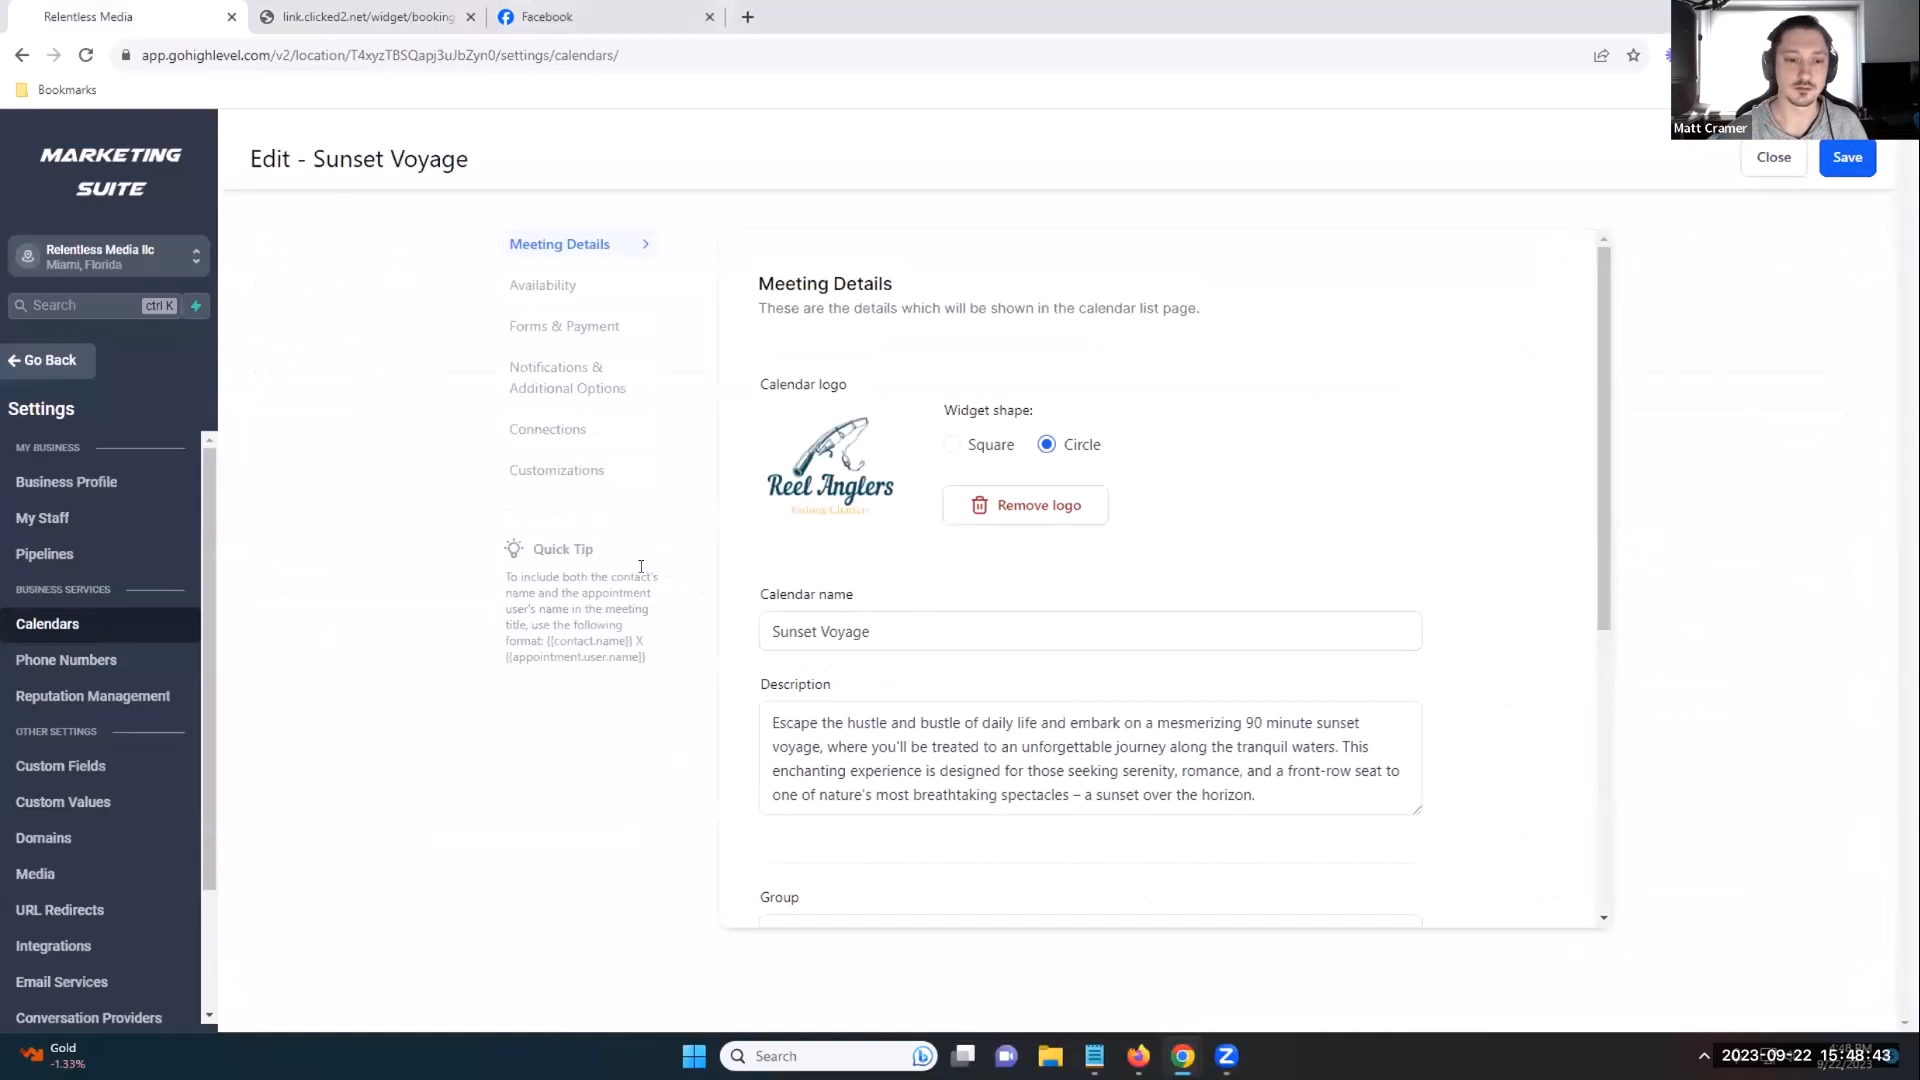 Relentless Media
link.clicked2.net/widget/booking
Facebook
app.gohighlevel.com/v2/location/T4xyzTBSQapj3uJbZyn0/settings/calendars/
Bookmarks
Matt Cramer
MARKETING
SUITE
Edit - Sunset Voyage
Close
Save
Relentless Media llc
Miami, Florida
Search
ctrl K
Go Back
Settings
MY BUSINESS
Business Profile
My Staff
Pipelines
BUSINESS SERVICES
Calendars
Phone Numbers
Reputation Management
OTHER SETTINGS
Custom Fields
Custom Values
Domains
Media
URL Redirects
Integrations
Email Services
Conversation Providers
Meeting Details
Availability
Forms & Payment
Notifications &
Additional Options
Connections
Customizations
Quick Tip
To include both the contact's
name and the appointment
user's name in the meeting
title, use the following
format: {{contact.name}} X
{{appointment.user.name}}
Meeting Details
These are the details which will be shown in the calendar list page.
Calendar logo
Reel Anglers
Fishing Charters
Widget shape:
Square
Circle
Remove logo
Calendar name
Sunset Voyage
Description
Escape the hustle and bustle of daily life and embark on a mesmerizing 90 minute sunset
voyage, where you'll be treated to an unforgettable journey along the tranquil waters. This
enchanting experience is designed for those seeking serenity, romance, and a front-row seat to
one of nature's most breathtaking spectacles – a sunset over the horizon.
Group
Gold
-1.33%
Search
2023-09-22 15:48:43